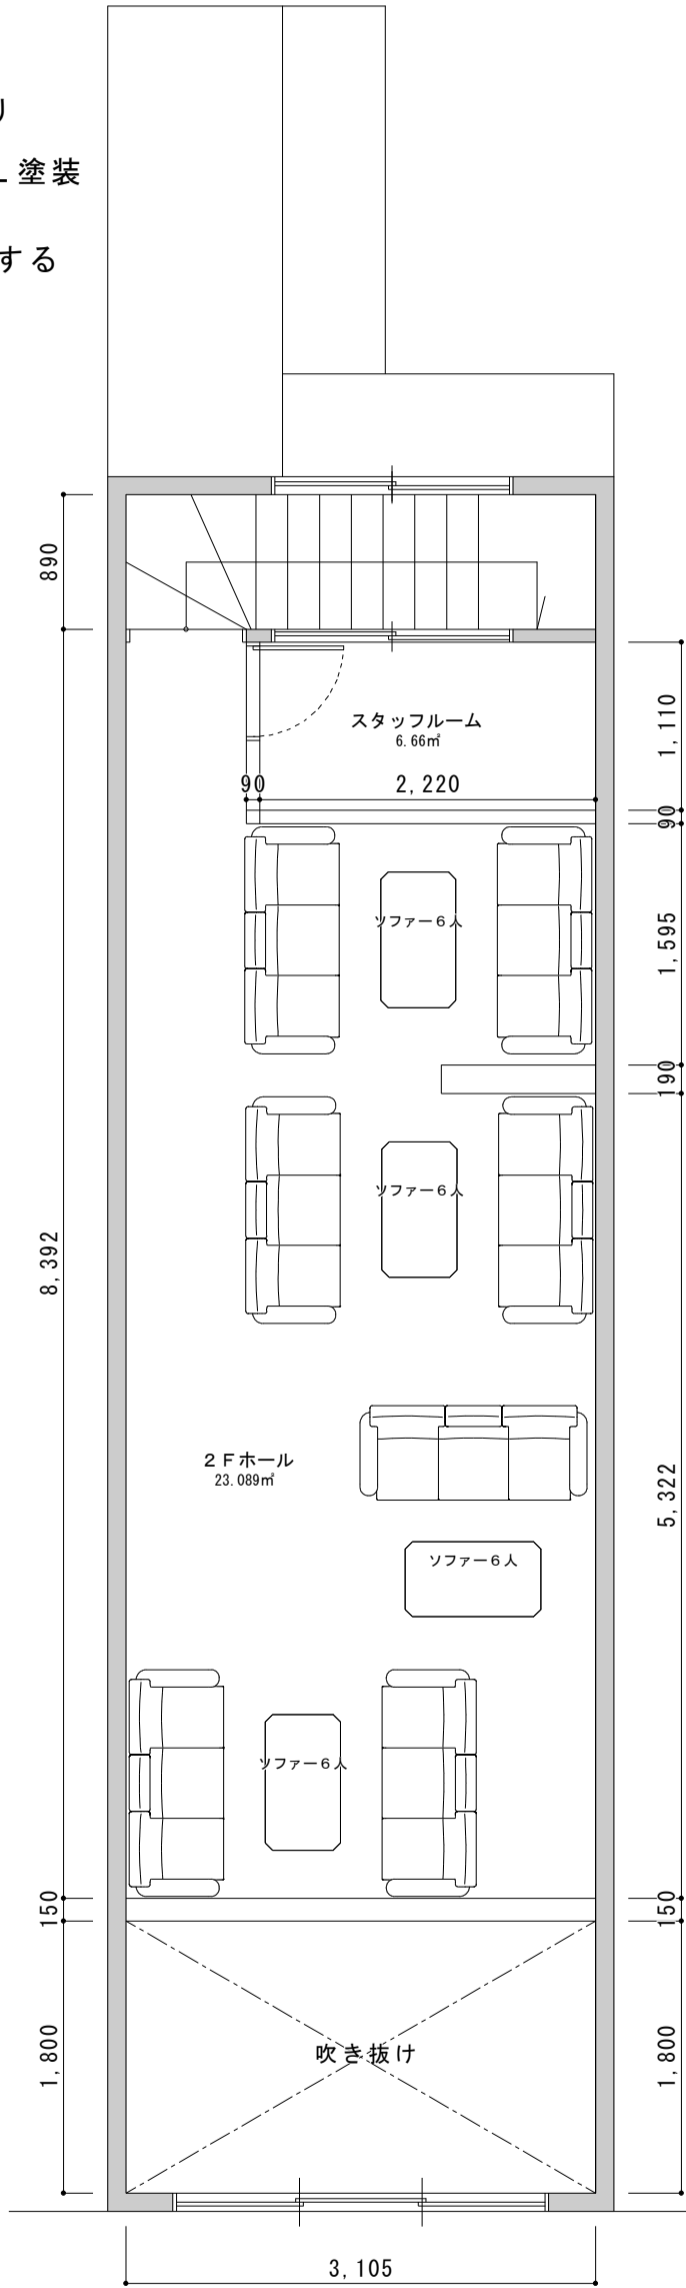 塗装
する
890
スタッフルーム
6.66㎡
1,110
90
2,220
90
ソファー６人
1,595
190
ソファー６人
8,392
２Ｆホール
23.089㎡
5,322
ソファー６人
ソファー６人
150
150
吹き抜け
1,800
1,800
3,105